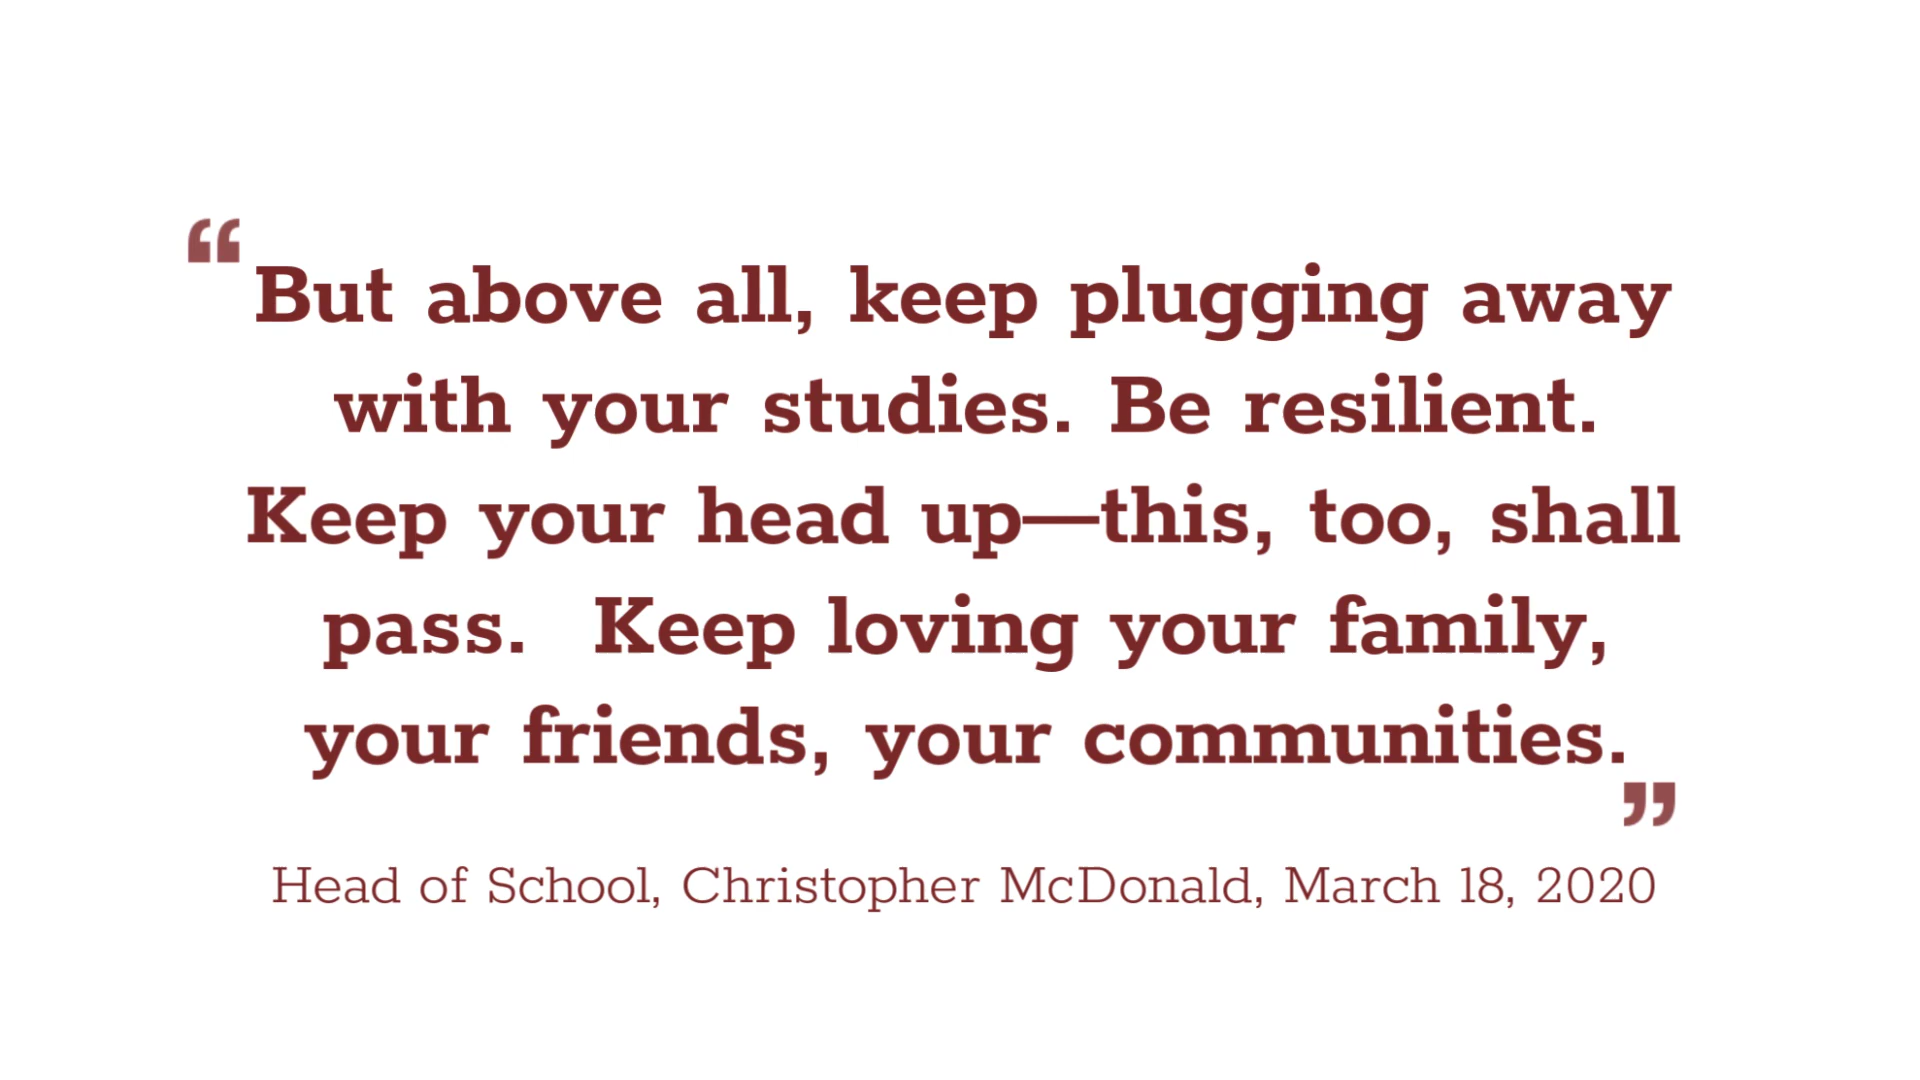 “But above all, keep plugging away
with your studies. Be resilient.
Keep your head up—this, too, shall
pass.  Keep loving your family,
your friends, your communities.”
Head of School, Christopher McDonald, March 18, 2020